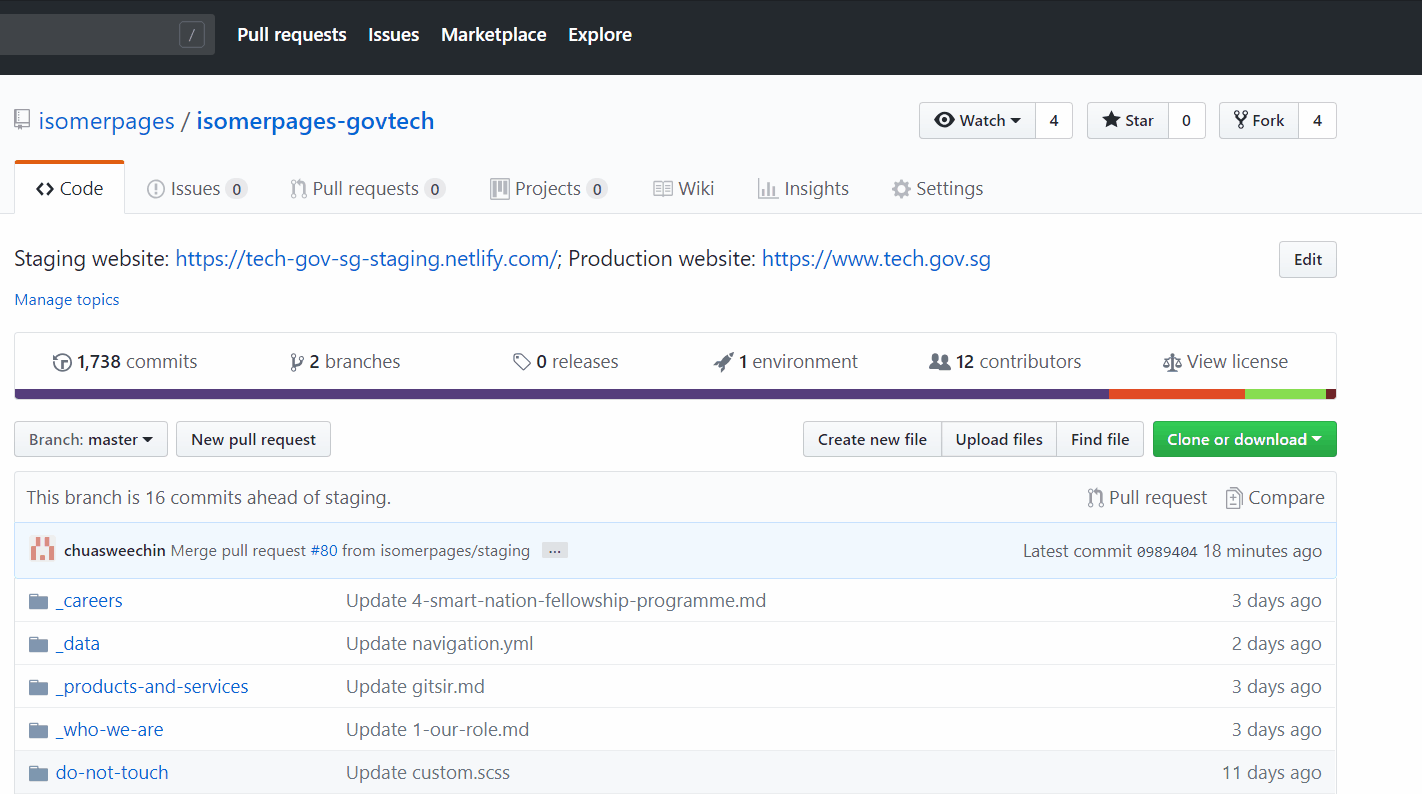 / Pull requests Issues Marketplace Explore
isomerpages / isomerpages-govtech Watch 4 Star 0 Fork 4
Code Issues 0 Pull requests 0 Projects 0 Wiki Insights Settings
Staging website: https://tech-gov-sg-staging.netlify.com/; Production website: https://www.tech.gov.sg Edit
Manage topics
1,738 commits 2 branches 0 releases 1 environment 12 contributors View license
Branch: master New pull request Create new file Upload files Find file Clone or download
This branch is 16 commits ahead of staging. Pull request Compare
chuasweechin Merge pull request #80 from isomerpages/staging ... Latest commit 0989404 18 minutes ago
_careers Update 4-smart-nation-fellowship-programme.md 3 days ago
_data Update navigation.yml 2 days ago
_products-and-services Update gitsir.md 3 days ago
_who-we-are Update 1-our-role.md 3 days ago
do-not-touch Update custom.scss 11 days ago